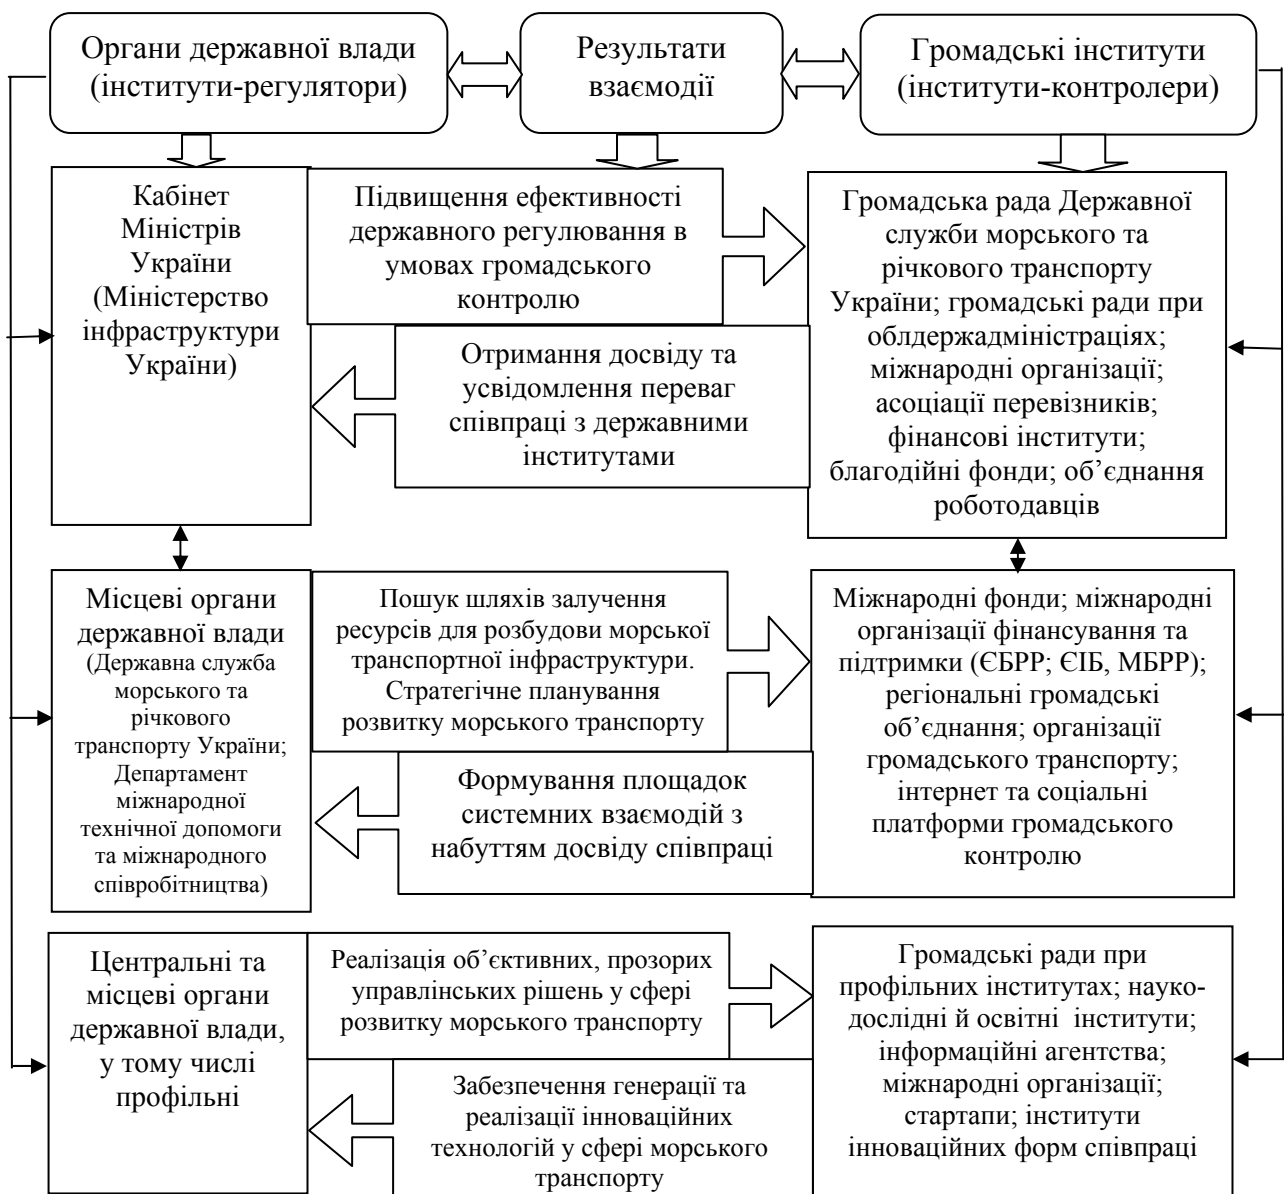 Органи державної влади
(інститути-регулятори)
Результати
взаємодії
Громадські інститути
(інститути-контролери)
Кабінет
Міністрів
України
(Міністерство
інфраструктури
України)
Підвищення ефективності
державного регулювання в
умовах громадського
контролю
Отримання досвіду та
усвідомлення переваг
співпраці з державними
інститутами
Громадська рада Державної
служби морського та
річкового транспорту
України; громадські ради при
облдержадміністраціях;
міжнародні організації;
асоціації перевізників;
фінансові інститути;
благодійні фонди; об’єднання
роботодавців
Місцеві органи
державної влади
(Державна служба
морського та
річкового
транспорту України;
Департамент
міжнародної
технічної допомоги
та міжнародного
співробітництва)
Пошук шляхів залучення
ресурсів для розбудови морської
транспортної інфраструктури.
Стратегічне планування
розвитку морського транспорту
Формування площадок
системних взаємодій з
набуттям досвіду співпраці
Міжнародні фонди; міжнародні
організації фінансування та
підтримки (ЄБРР; ЄІБ, МБРР);
регіональні громадські
об’єднання; організації
громадського транспорту;
інтернет та соціальні
платформи громадського
контролю
Центральні та
місцеві органи
державної влади,
у тому числі
профільні
Реалізація об’єктивних, прозорих
управлінських рішень у сфері
розвитку морського транспорту
Забезпечення генерації та
реалізації інноваційних
технологій у сфері морського
транспорту
Громадські ради при
профільних інститутах; науко-
дослідні й освітні інститути;
інформаційні агентства;
міжнародні організації;
стартапи; інститути
інноваційних форм співпраці